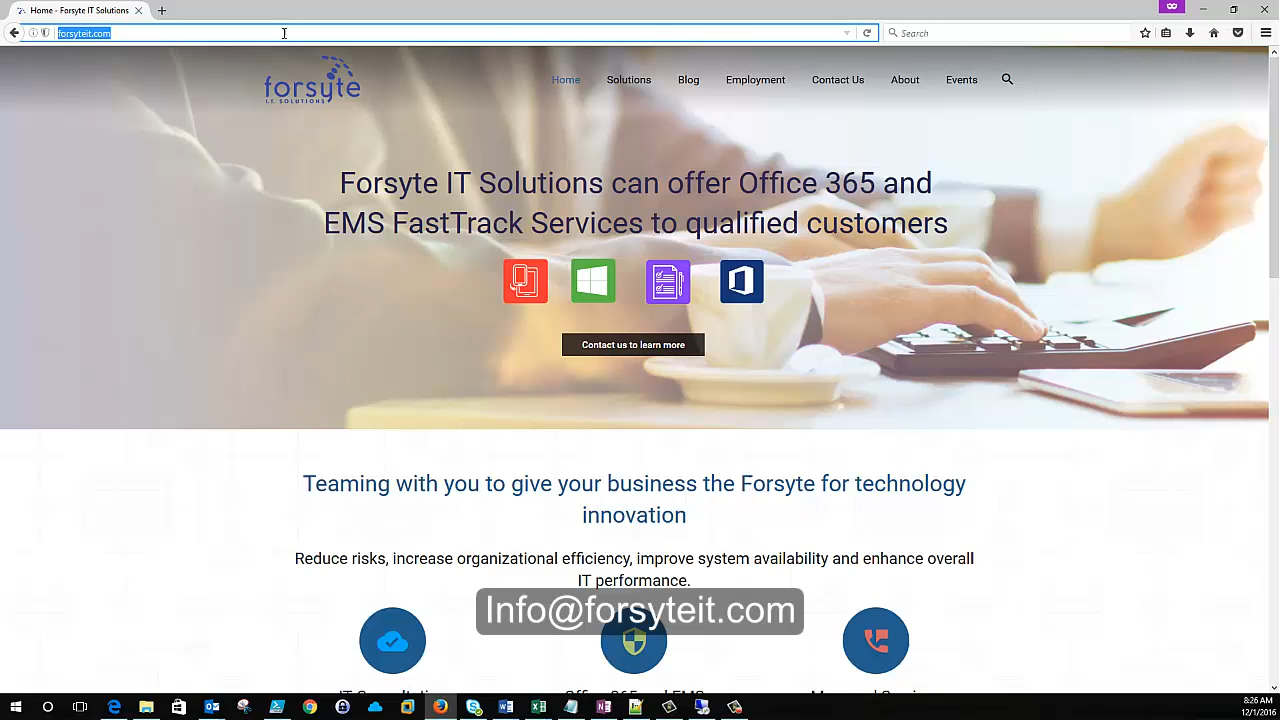 Home - Forsyte IT Solutions
forsyteit.com
Search
forsyte
I.T. SOLUTIONS
Home Solutions Blog Employment Contact Us About Events
Forsyte IT Solutions can offer Office 365 and
EMS FastTrack Services to qualified customers
Contact us to learn more
Teaming with you to give your business the Forsyte for technology
innovation
Reduce risks, increase organizational efficiency, improve system availability and enhance overall
IT performance.
Info@forsyteit.com
8:26 AM
12/1/2016